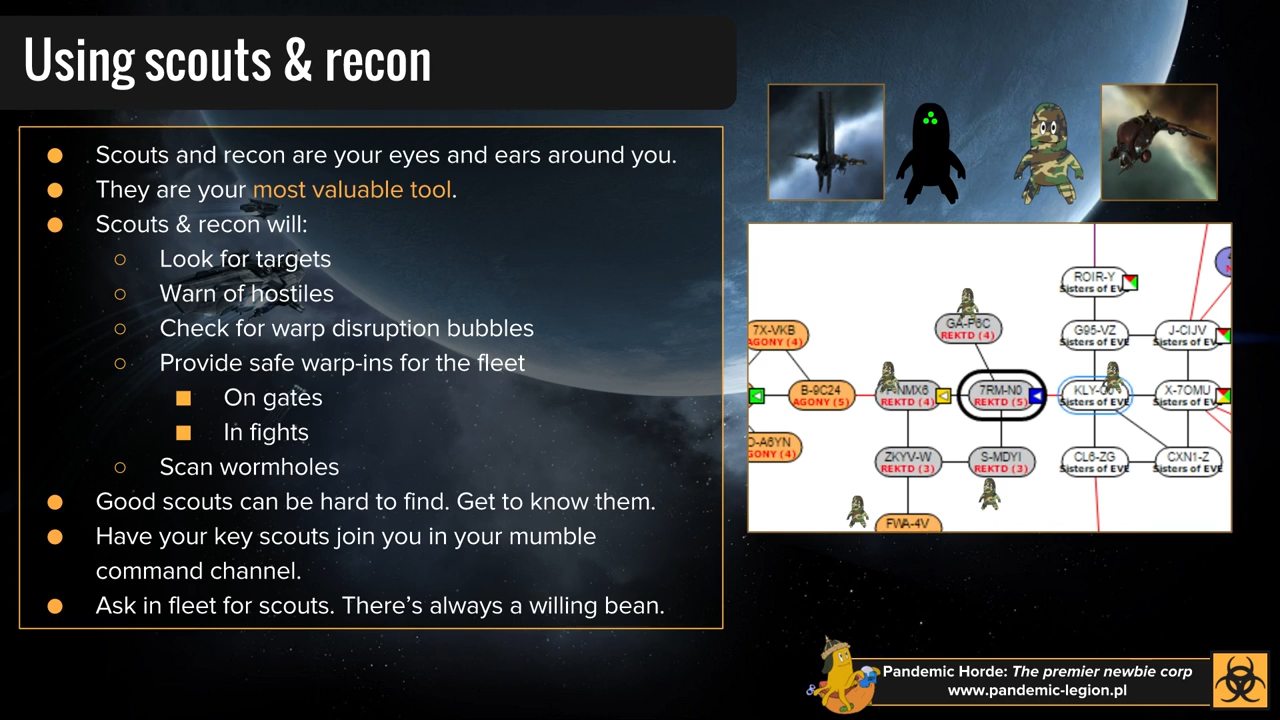 Using scouts & recon
Scouts and recon are your eyes and ears around you.
They are your most valuable tool.
Scouts & recon will:
Look for targets
Warn of hostiles
Check for warp disruption bubbles
Provide safe warp-ins for the fleet
On gates
In fights
Scan wormholes
Good scouts can be hard to find. Get to know them.
Have your key scouts join you in your mumble
command channel.
Ask in fleet for scouts. There's always a willing bean.
ROIR-Y
Sisters of EVE
GA-P6C
REKTD (4)
7X-VKB
AGONY (4)
G95-VZ
Sisters of EVE
J-CIJV
Sisters of EVE
B-9C24
AGONY (5)
REKTD (4)
7RM-N0
REKTD (5)
Sisters of EVE
X-7OMU
Sisters of EVE
D-A6YN
GONY (4)
ZKYV-W
REKTD (3)
S-MDYI
REKTD (3)
CL6-ZG
Sisters of EVE
CXN1-Z
Sisters of EVE
FWA-4V
Pandemic Horde: The premier newbie corp
www.pandemic-legion.pl